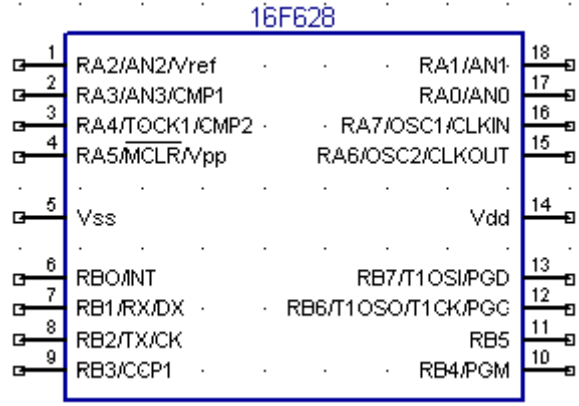 16F628
1 RA2/AN2/Vref RA1/AN1 18
2 RA3/AN3/CMP1 RA0/AN0 17
3 RA4/TOCK1/CMP2 RA7/OSC1/CLKIN 16
4 RA5/MCLR/Vpp RA6/OSC2/CLKOUT 15
5 Vss Vdd 14
6 RBO/INT RB7/T1OSI/PGD 13
7 RB1/RX/DX RB6/T1OSO/T1CK/PGC 12
8 RB2/TX/CK RB5 11
9 RB3/CCP1 RB4/PGM 10